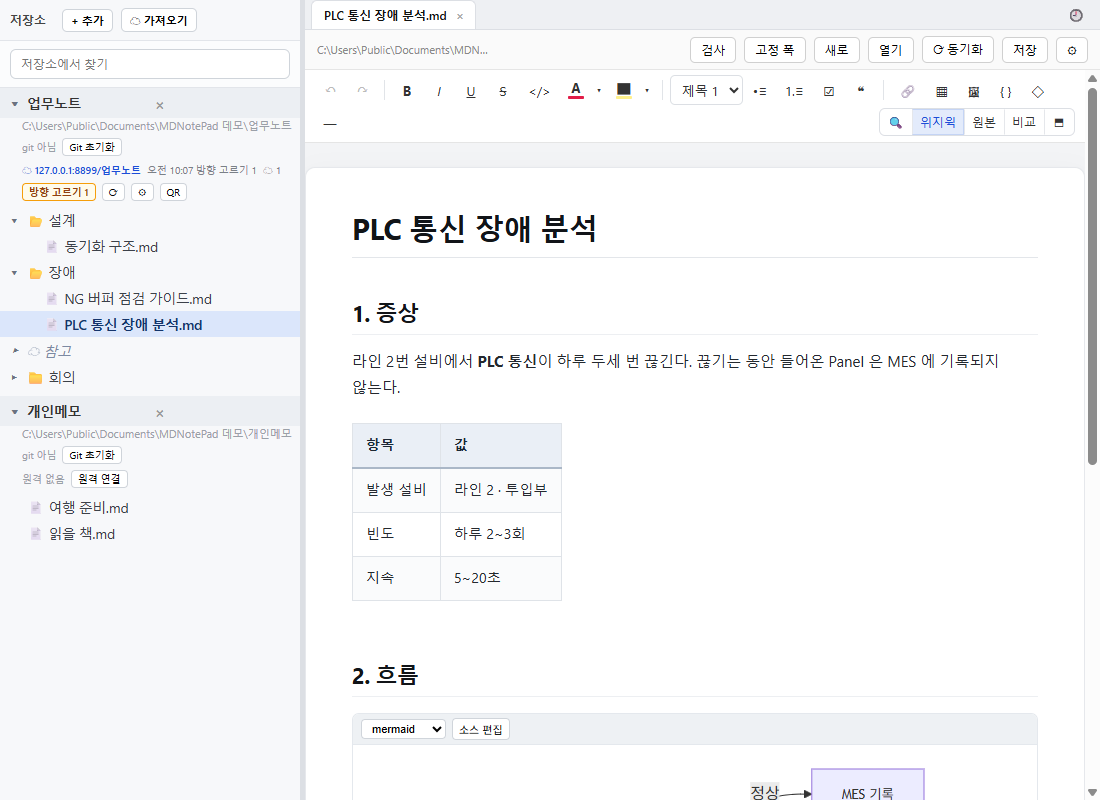 저장소 + 추가 가져오기
저장소에서 찾기
업무노트 ×
C:\Users\Public\Documents\MDNotePad 데모\업무노트
git 아님 Git 초기화
127.0.0.1:8899/업무노트 오전 10:07 방향 고르기 1 1
방향 고르기 1 QR
설계
동기화 구조.md
장애
NG 버퍼 점검 가이드.md
PLC 통신 장애 분석.md
참고
회의
개인메모 ×
C:\Users\Public\Documents\MDNotePad 데모\개인메모
git 아님 Git 초기화
원격 없음 원격 연결
여행 준비.md
읽을 책.md
PLC 통신 장애 분석.md ×
C:\Users\Public\Documents\MDN... 검사 고정 폭 새로 열기 동기화 저장
B I U S </> A 제목 1 1.≡ ❝ { }
— 위지윅 원본 비교
PLC 통신 장애 분석
1. 증상
라인 2번 설비에서 PLC 통신이 하루 두세 번 끊긴다. 끊기는 동안 들어온 Panel 은 MES 에 기록되지
않는다.
항목 값
발생 설비 라인 2 · 투입부
빈도 하루 2~3회
지속 5~20초
2. 흐름
mermaid 소스 편집
정상 MES 기록